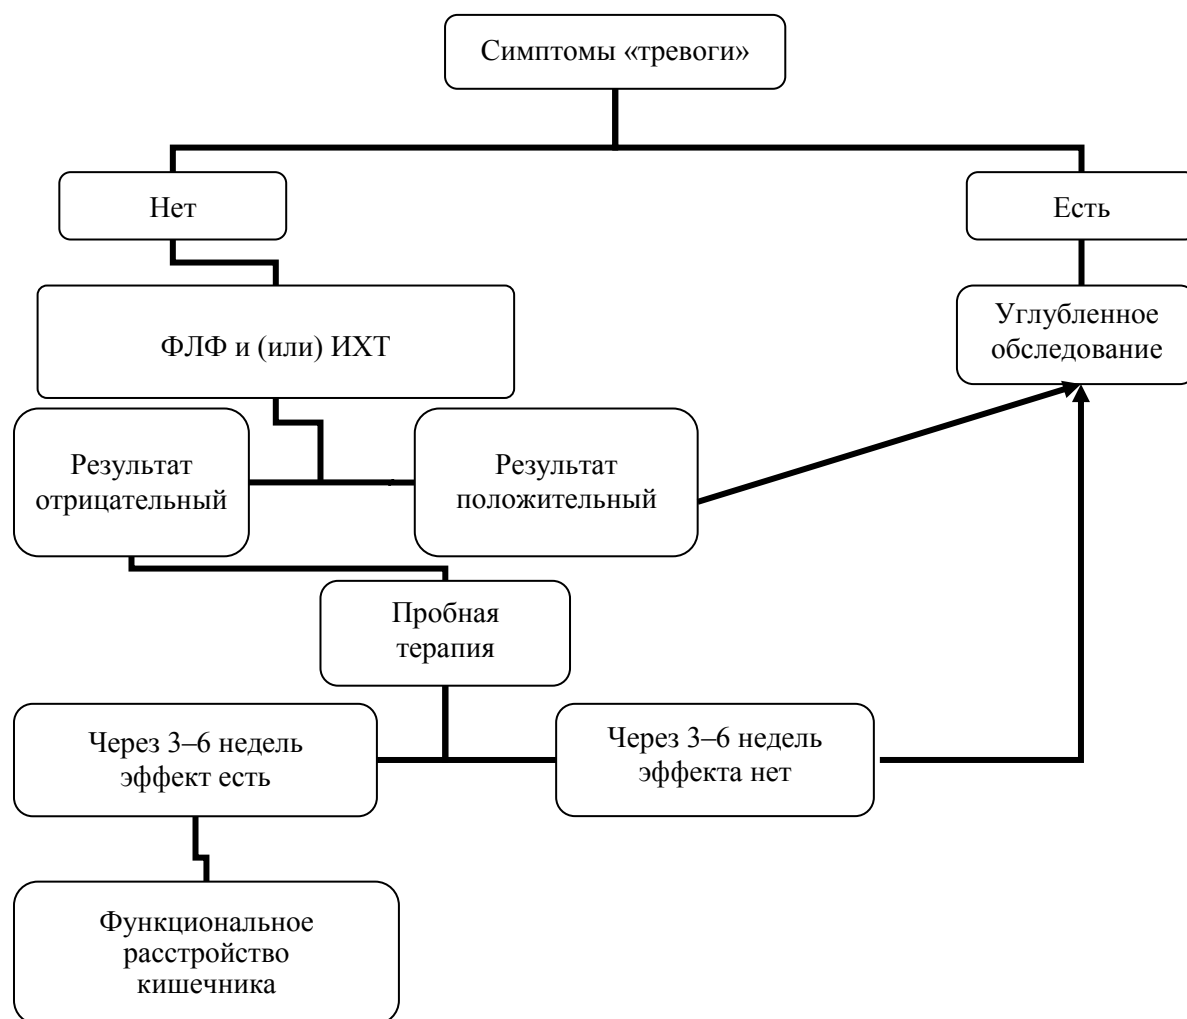 Симптомы «тревоги»
Нет
Есть
ФЛФ и (или) ИХТ
Углубленное
обследование
Результат
отрицательный
Результат
положительный
Пробная
терапия
Через 3–6 недель
эффект есть
Через 3–6 недель
эффекта нет
Функциональное
расстройство
кишечника